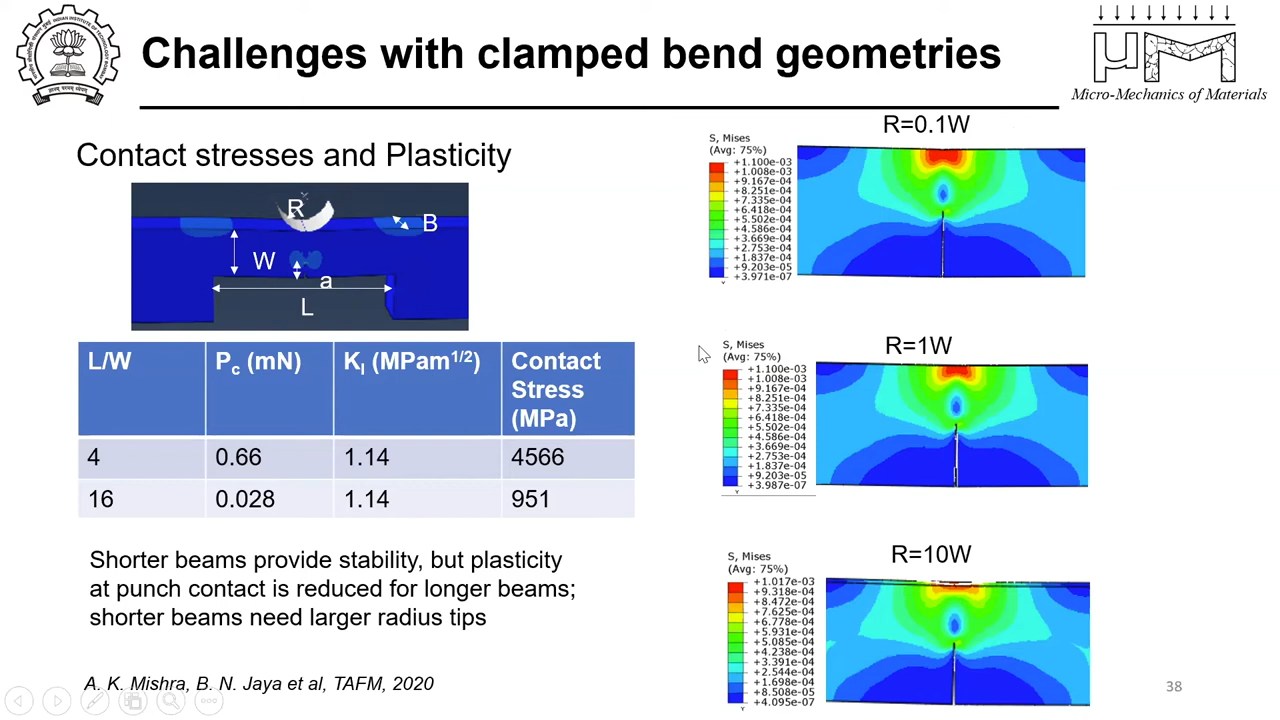 Challenges with clamped bend geometries
Micro-Mechanics of Materials
Contact stresses and Plasticity
R
B
W
a
L
L/W Pc (mN) KI (MPam1/2) Contact Stress (MPa)
4 0.66 1.14 4566
16 0.028 1.14 951
Shorter beams provide stability, but plasticity
at punch contact is reduced for longer beams;
shorter beams need larger radius tips
A. K. Mishra, B. N. Jaya et al, TAFM, 2020
R=0.1W
S, Mises
(Avg: 75%)
+1.100e-03
+1.008e-03
+9.167e-04
+8.251e-04
+7.335e-04
+6.418e-04
+5.502e-04
+4.586e-04
+3.669e-04
+2.753e-04
+1.837e-04
+9.203e-05
+3.971e-07
R=1W
S, Mises
(Avg: 75%)
+1.100e-03
+1.008e-03
+9.167e-04
+8.251e-04
+7.335e-04
+6.418e-04
+5.502e-04
+4.586e-04
+3.669e-04
+2.753e-04
+1.837e-04
+9.203e-05
+3.987e-07
R=10W
S, Mises
(Avg: 75%)
+1.017e-03
+9.318e-04
+8.472e-04
+7.625e-04
+6.778e-04
+5.931e-04
+5.085e-04
+4.238e-04
+3.391e-04
+2.544e-04
+1.698e-04
+8.508e-05
+4.095e-07
38